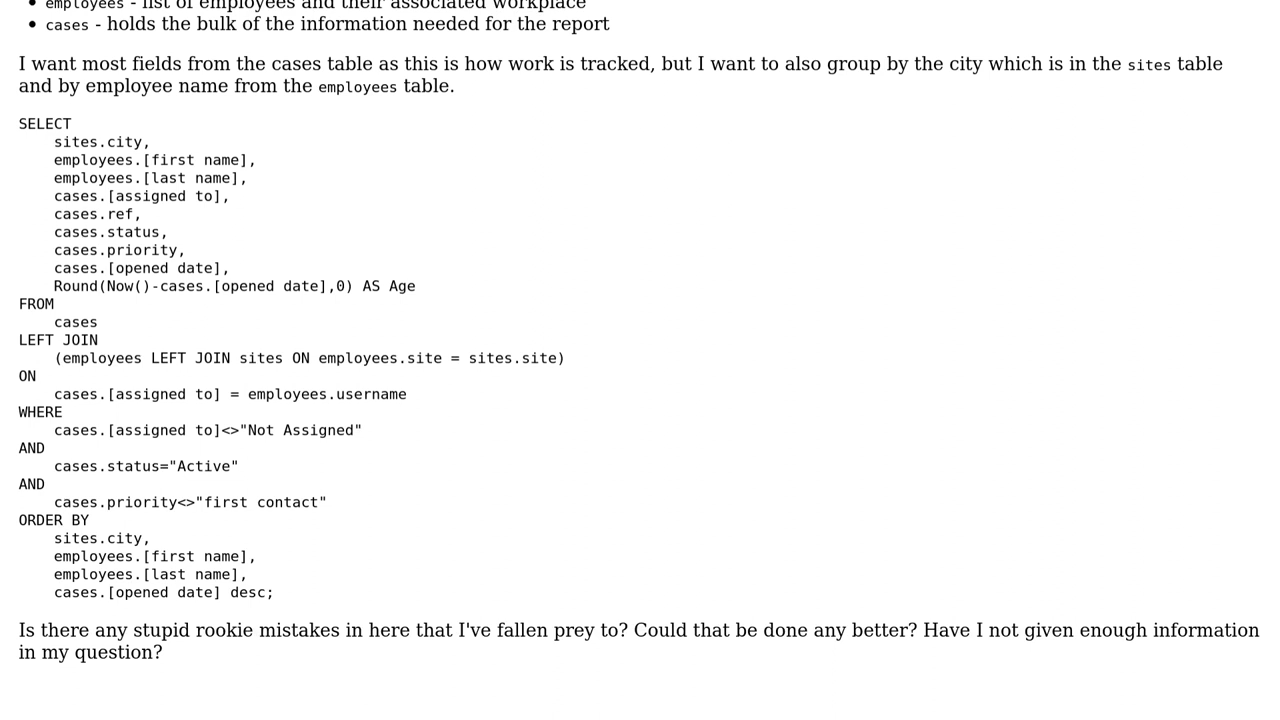 employees - list of employees and their associated workplace
cases - holds the bulk of the information needed for the report
I want most fields from the cases table as this is how work is tracked, but I want to also group by the city which is in the sites table
and by employee name from the employees table.
SELECT
    sites.city,
    employees.[first name],
    employees.[last name],
    cases.[assigned to],
    cases.ref,
    cases.status,
    cases.priority,
    cases.[opened date],
    Round(Now()-cases.[opened date],0) AS Age
FROM
    cases
LEFT JOIN
    (employees LEFT JOIN sites ON employees.site = sites.site)
ON
    cases.[assigned to] = employees.username
WHERE
    cases.[assigned to]<>"Not Assigned"
AND
    cases.status="Active"
AND
    cases.priority<>"first contact"
ORDER BY
    sites.city,
    employees.[first name],
    employees.[last name],
    cases.[opened date] desc;
Is there any stupid rookie mistakes in here that I've fallen prey to? Could that be done any better? Have I not given enough information
in my question?